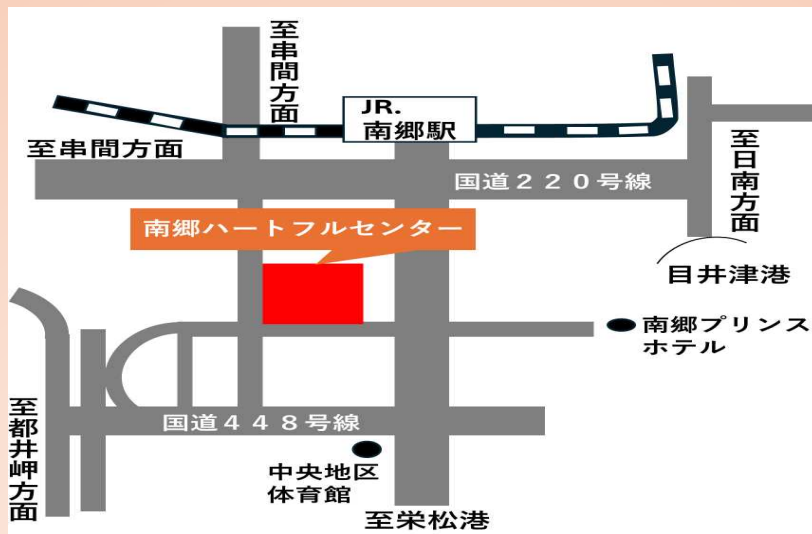 至串間方面
JR.
南郷駅
至串間方面
国道２２０号線
至日南方面
南郷ハートフルセンター
目井津港
南郷プリンス
ホテル
至都井岬方面
国道４４８号線
中央地区
体育館
至栄松港